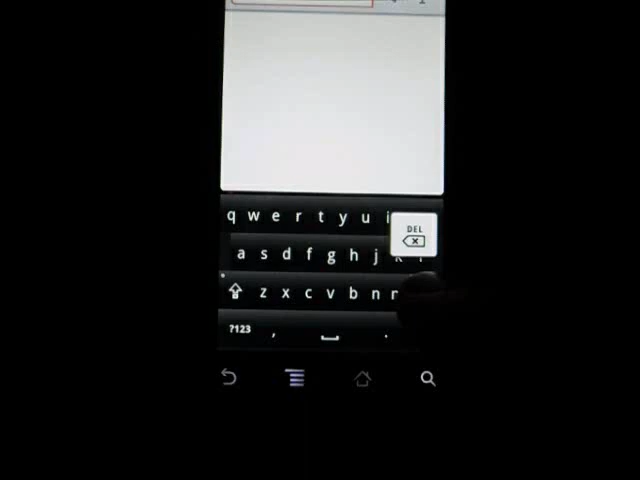 q w e r t y u i
DEL
a s d f g h j k
z x c v b n
?123 , .